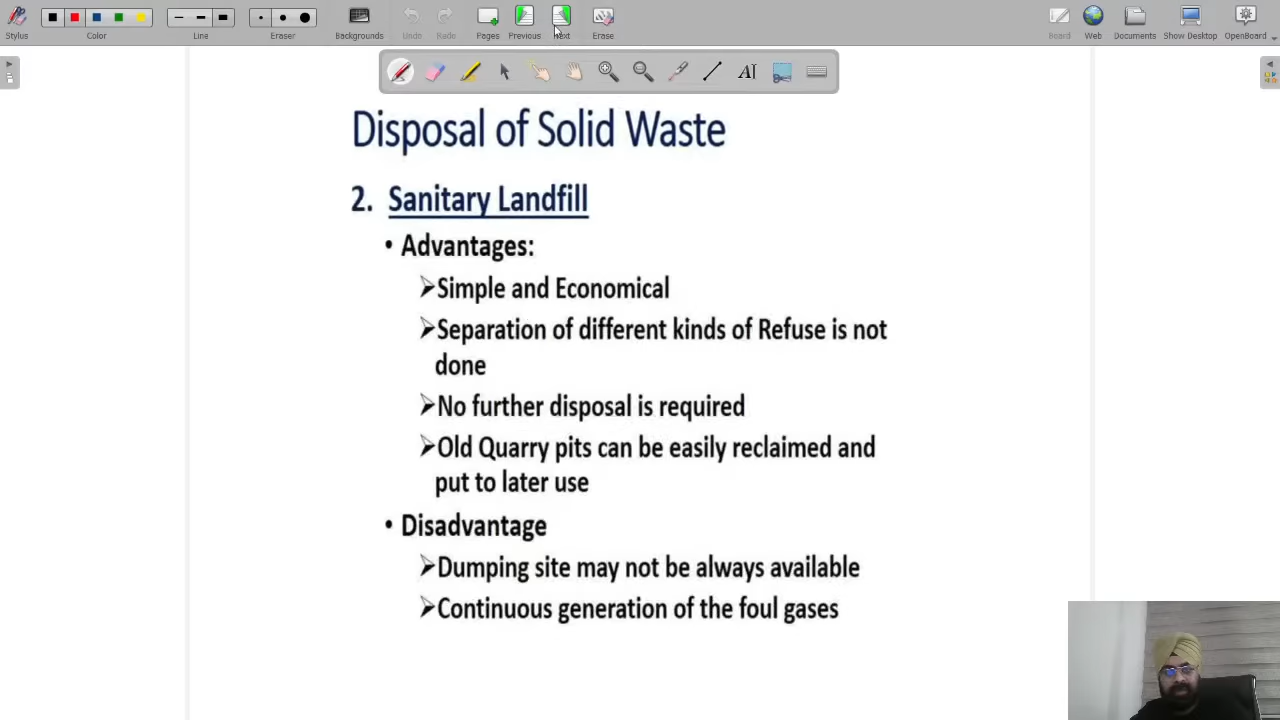 Stylus
Color
Line
Eraser
Backgrounds
Undo
Redo
Pages
Previous
Next
Erase
Board
Web
Documents
Show Desktop
OpenBoard
Disposal of Solid Waste
2. Sanitary Landfill
• Advantages:
➢Simple and Economical
➢Separation of different kinds of Refuse is not
done
➢No further disposal is required
➢Old Quarry pits can be easily reclaimed and
put to later use
• Disadvantage
➢Dumping site may not be always available
➢Continuous generation of the foul gases